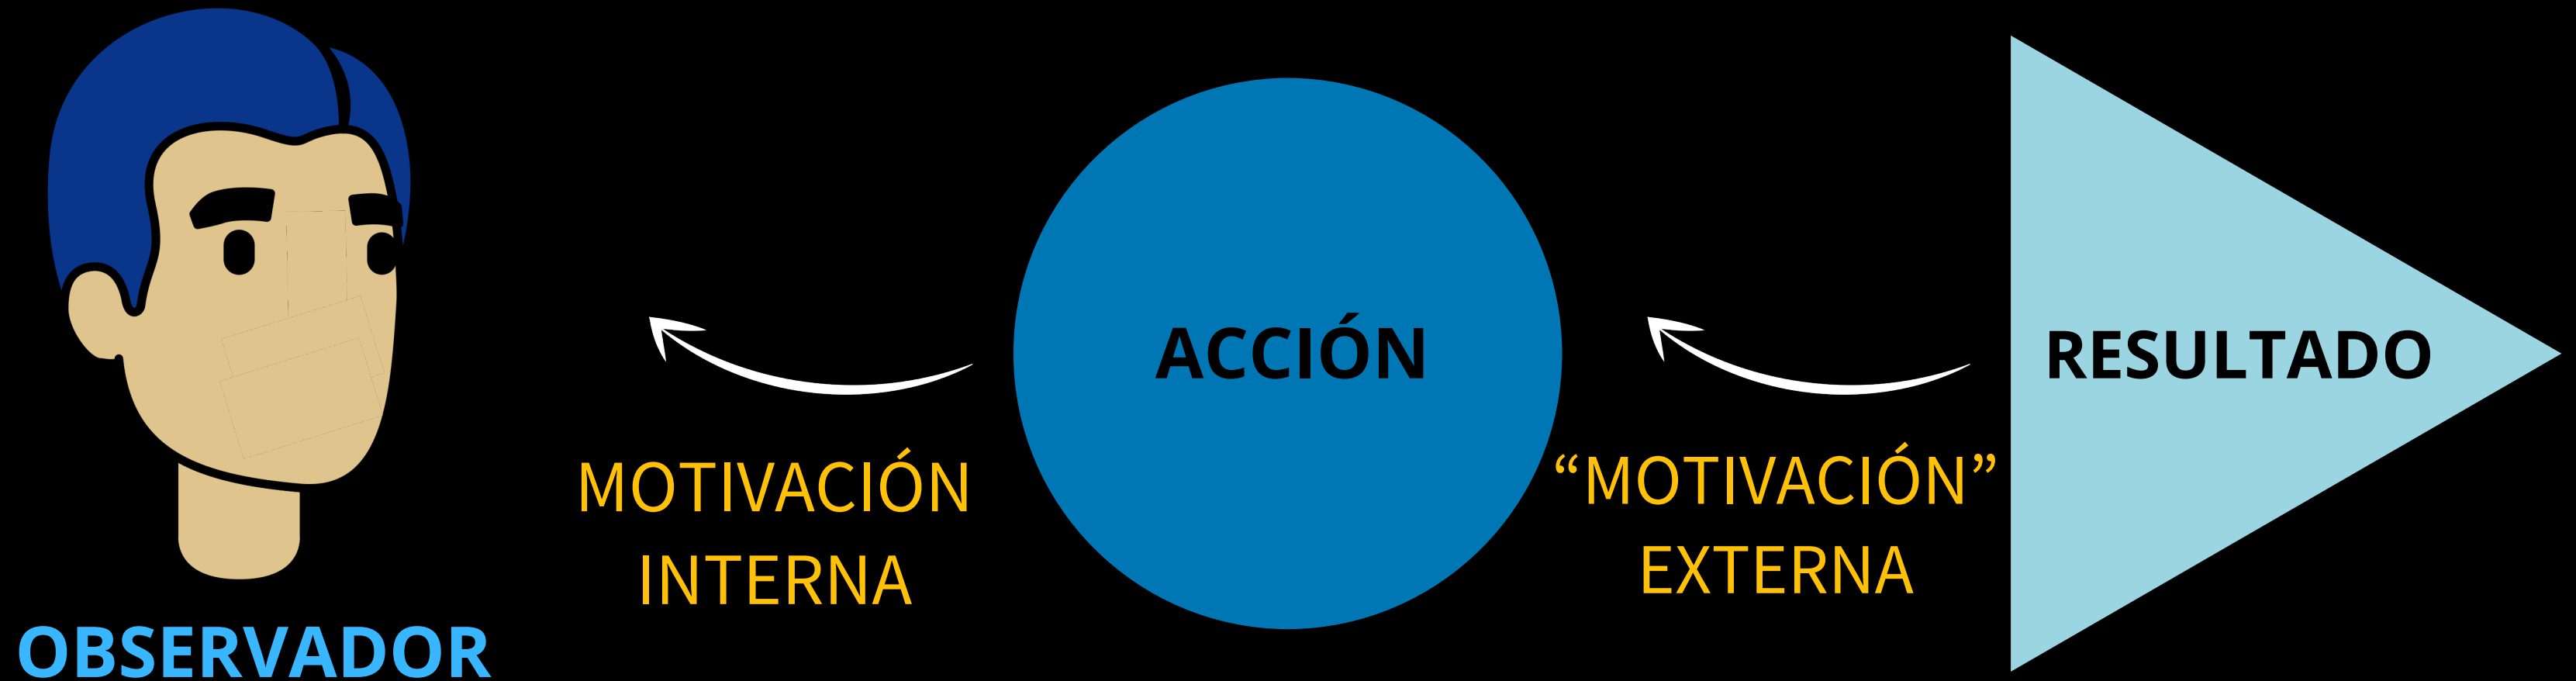 OBSERVADOR
MOTIVACIÓN
INTERNA
ACCIÓN
“MOTIVACIÓN”
EXTERNA
RESULTADO